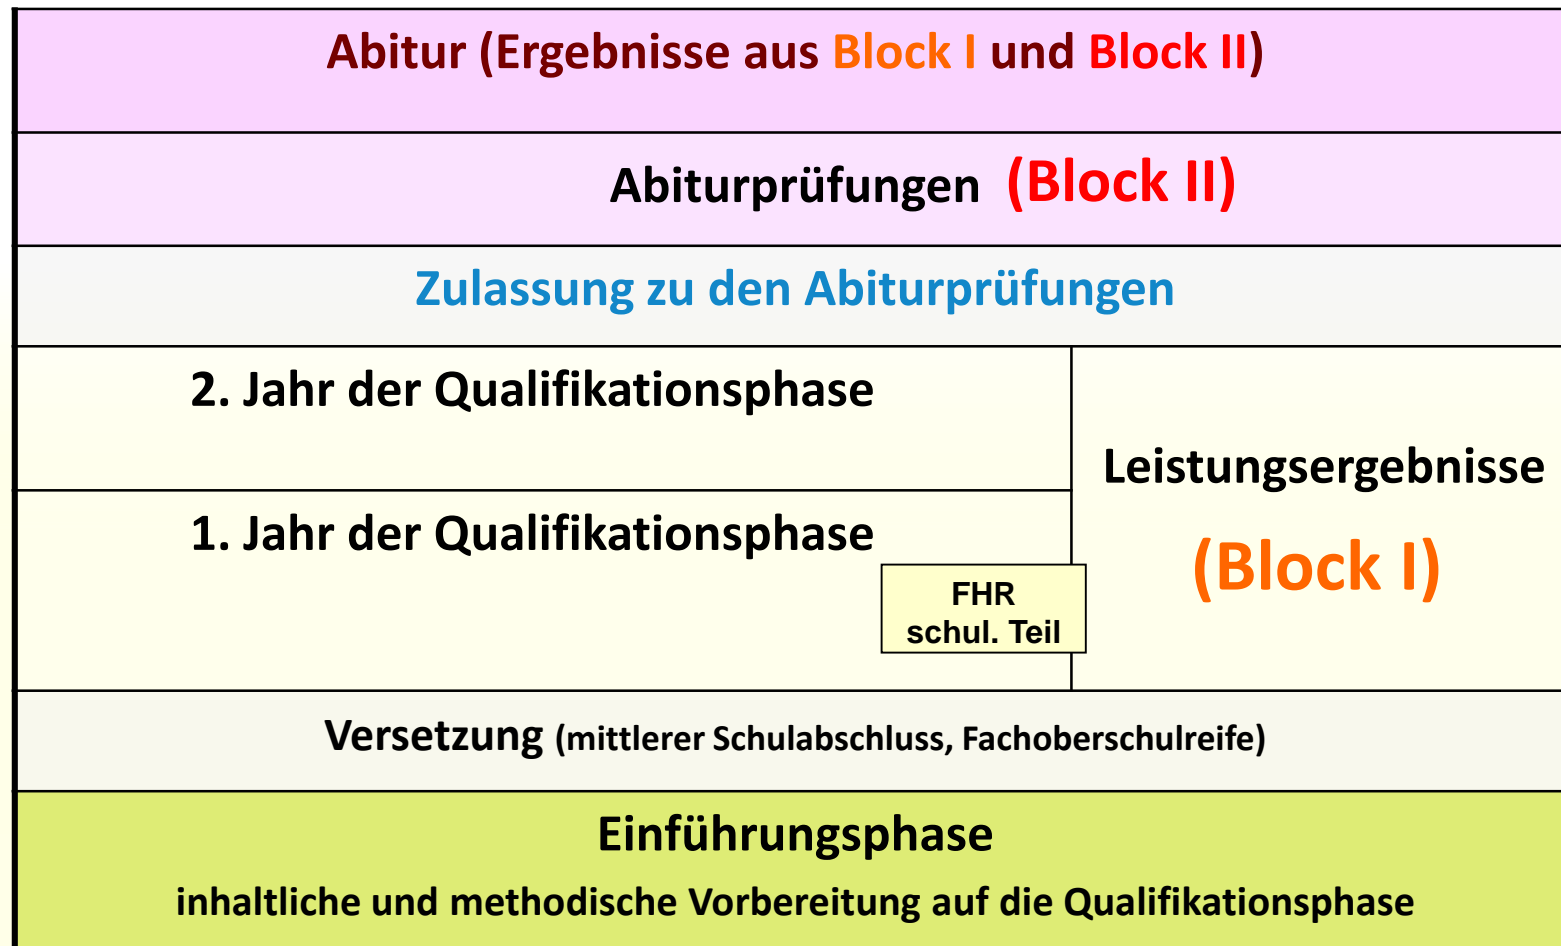 Abitur (Ergebnisse aus Block I und Block II)
Abiturprüfungen (Block II)
Zulassung zu den Abiturprüfungen
2. Jahr der Qualifikationsphase
1. Jahr der Qualifikationsphase
FHR
schul. Teil
Leistungsergebnisse
(Block I)
Versetzung (mittlerer Schulabschluss, Fachoberschulreife)
Einführungsphase
inhaltliche und methodische Vorbereitung auf die Qualifikationsphase